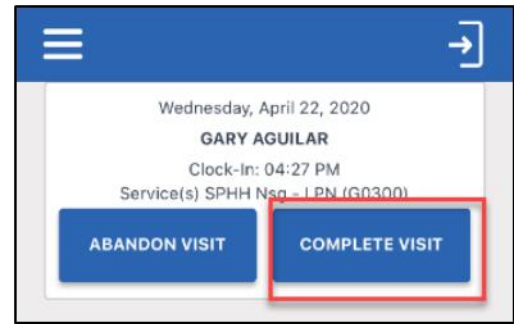 Wednesday, April 22, 2020
GARY AGUILAR
Clock-In: 04:27 PM
Service(s) SPHH Nsg - LPN (G0300)
ABANDON VISIT COMPLETE VISIT